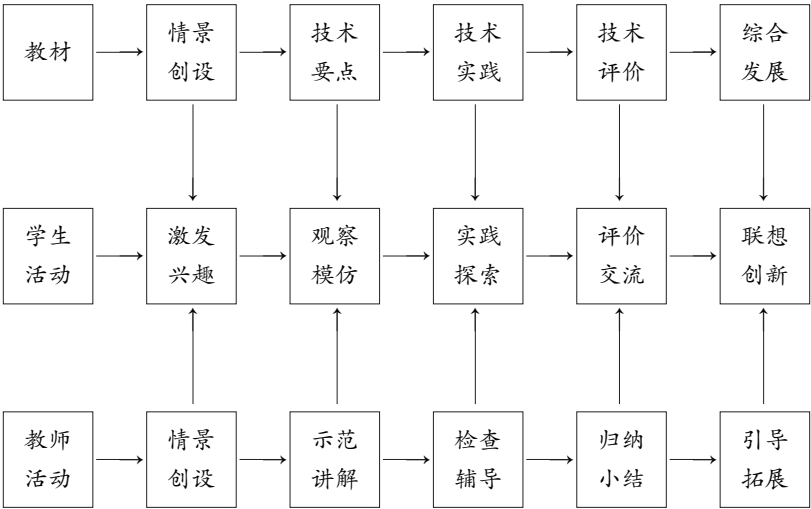 教材
情景
创设
技术
要点
技术
实践
技术
评价
综合
发展
学生
活动
激发
兴趣
观察
模仿
实践
探索
评价
交流
联想
创新
教师
活动
情景
创设
示范
讲解
检查
辅导
归纳
小结
引导
拓展